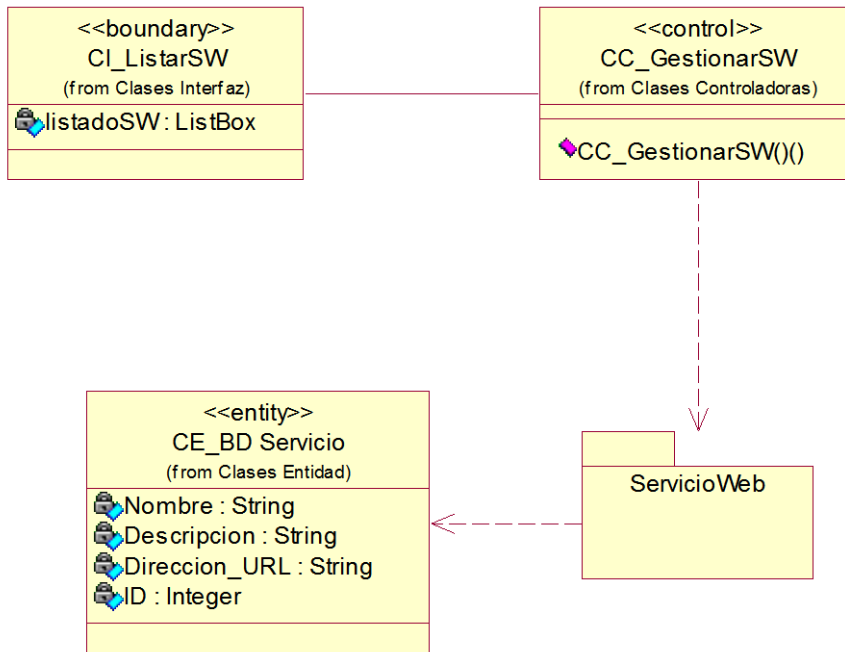 <<boundary>>
CI_ListarSW
(from Clases Interfaz)
listadoSW : ListBox
<<control>>
CC_GestionarSW
(from Clases Controladoras)
CC_GestionarSW()()
<<entity>>
CE_BD Servicio
(from Clases Entidad)
Nombre : String
Descripcion : String
Direccion_URL : String
ID : Integer
ServicioWeb